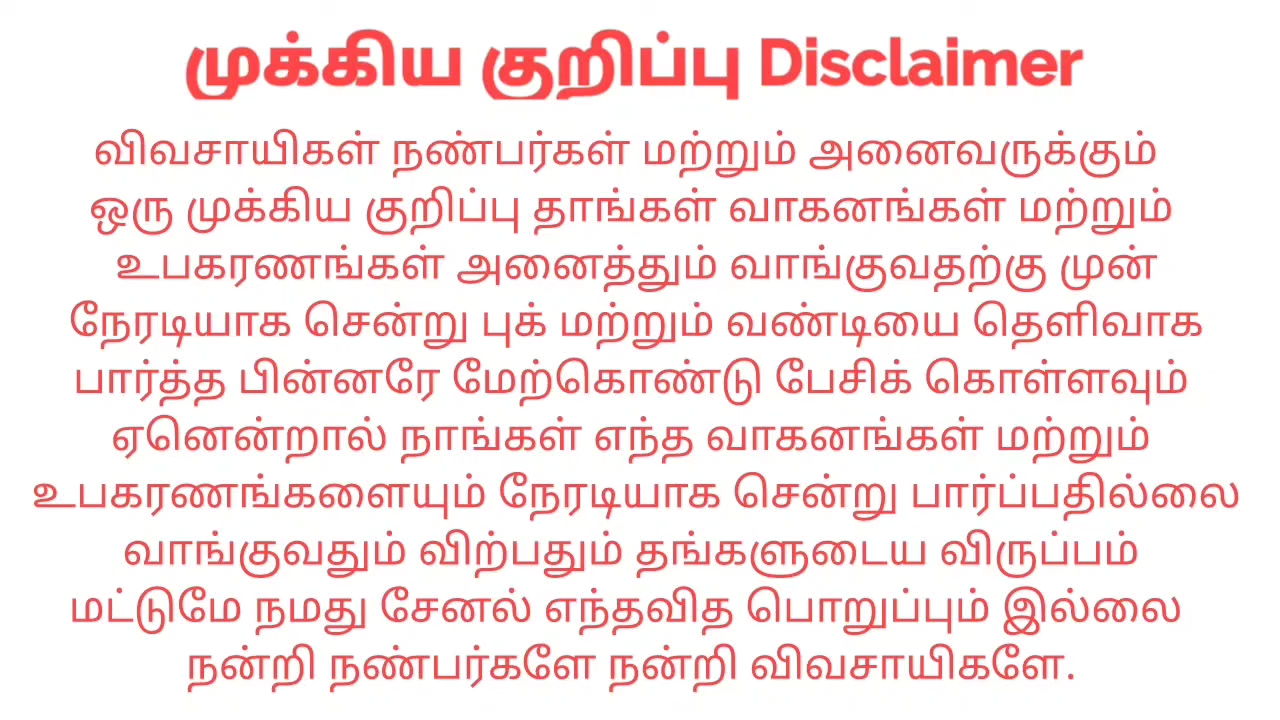 முக்கிய குறிப்பு Disclaimer
விவசாயிகள் நண்பர்கள் மற்றும் அனைவருக்கும்
ஒரு முக்கிய குறிப்பு தாங்கள் வாகனங்கள் மற்றும்
உபகரணங்கள் அனைத்தும் வாங்குவதற்கு முன்
நேரடியாக சென்று புக் மற்றும் வண்டியை தெளிவாக
பார்த்த பின்னரே மேற்கொண்டு பேசிக் கொள்ளவும்
ஏனென்றால் நாங்கள் எந்த வாகனங்கள் மற்றும்
உபகரணங்களையும் நேரடியாக சென்று பார்ப்பதில்லை
வாங்குவதும் விற்பதும் தங்களுடைய விருப்பம்
மட்டுமே நமது சேனல் எந்தவித பொறுப்பும் இல்லை
நன்றி நண்பர்களே நன்றி விவசாயிகளே.